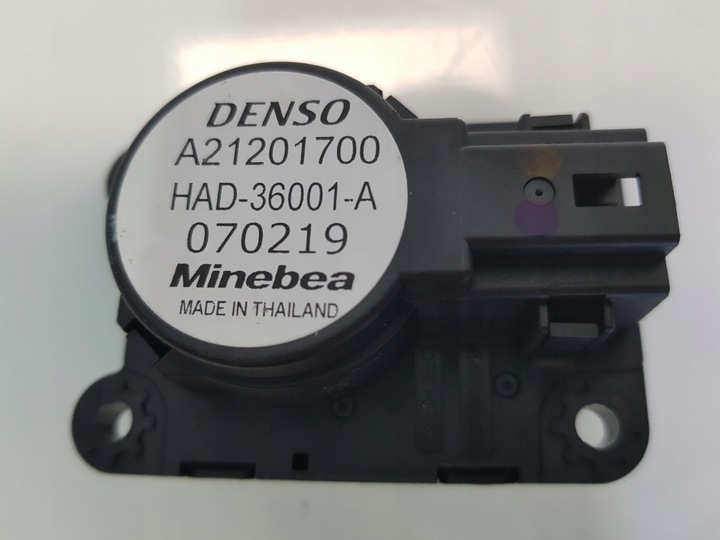 DENSO
A21201700
HAD-36001-A
070219
Minebea
MADE IN THAILAND